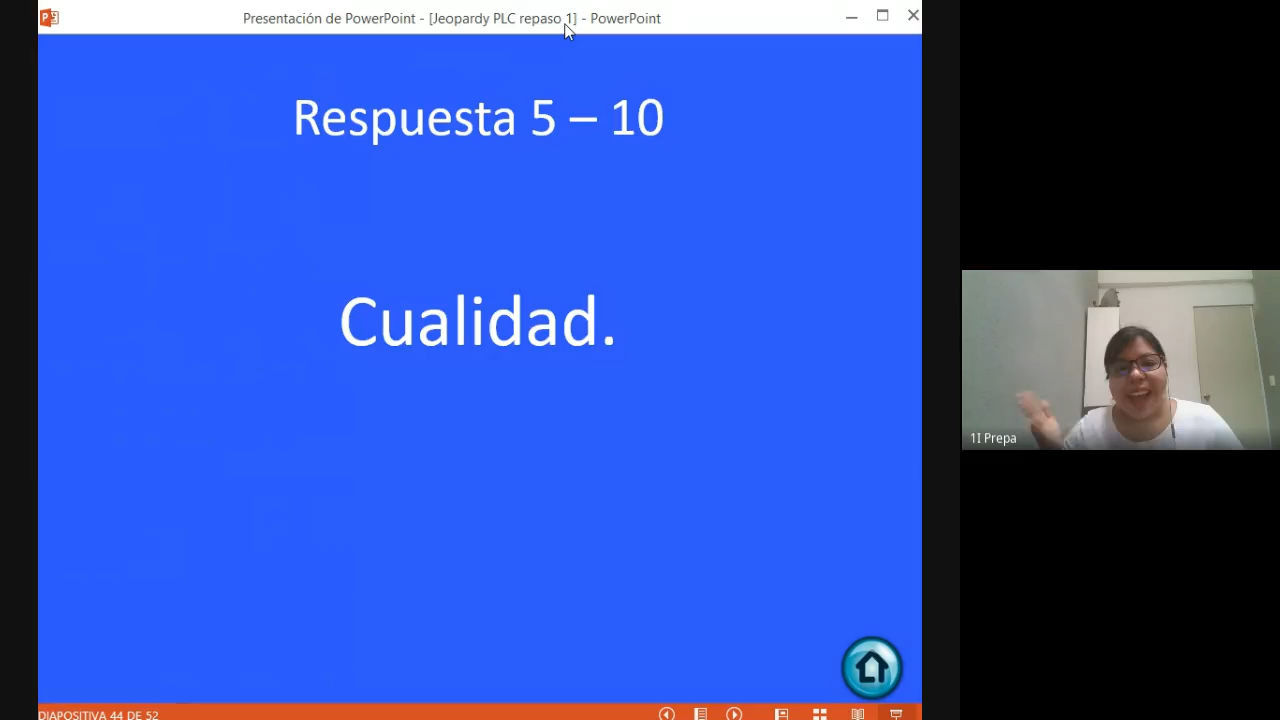 Presentación de PowerPoint - [Jeopardy PLC repaso 1] - PowerPoint
Respuesta 5 – 10
Cualidad.
1I Prepa
DIAPOSITIVA 44 DE 52